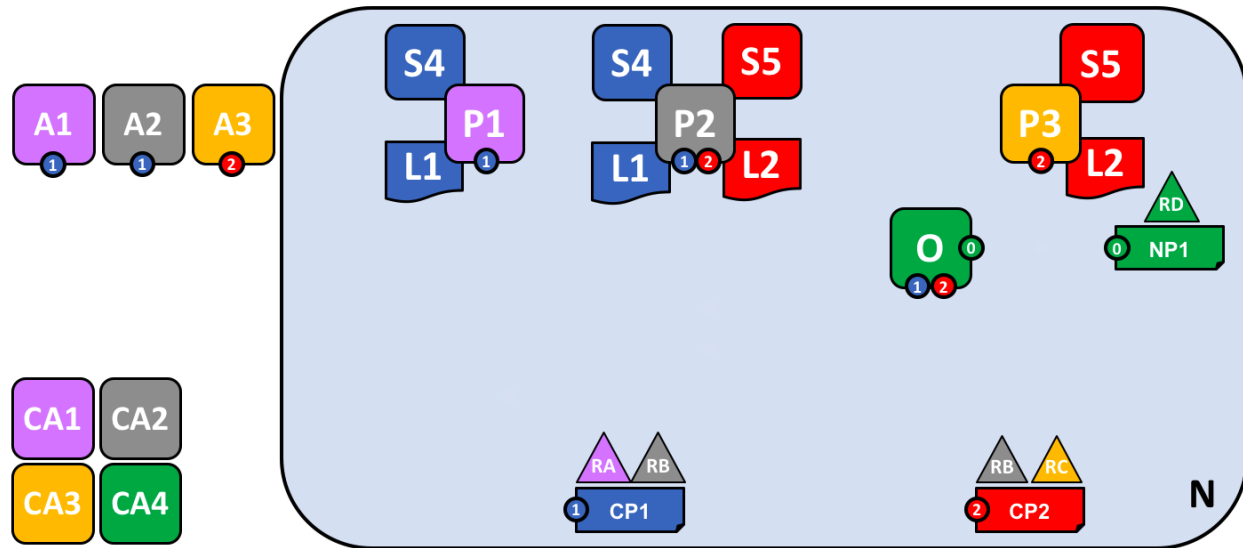 S4 S4 S5 S5
A1 A2 A3 P1 P2 P3
1 1 2 L1 1 L1 1 2 L2 2 L2
RD
O 0 0 NP1
1 2
CA1 CA2
RA RB RB RC
CA3 CA4 1 CP1 2 CP2 N